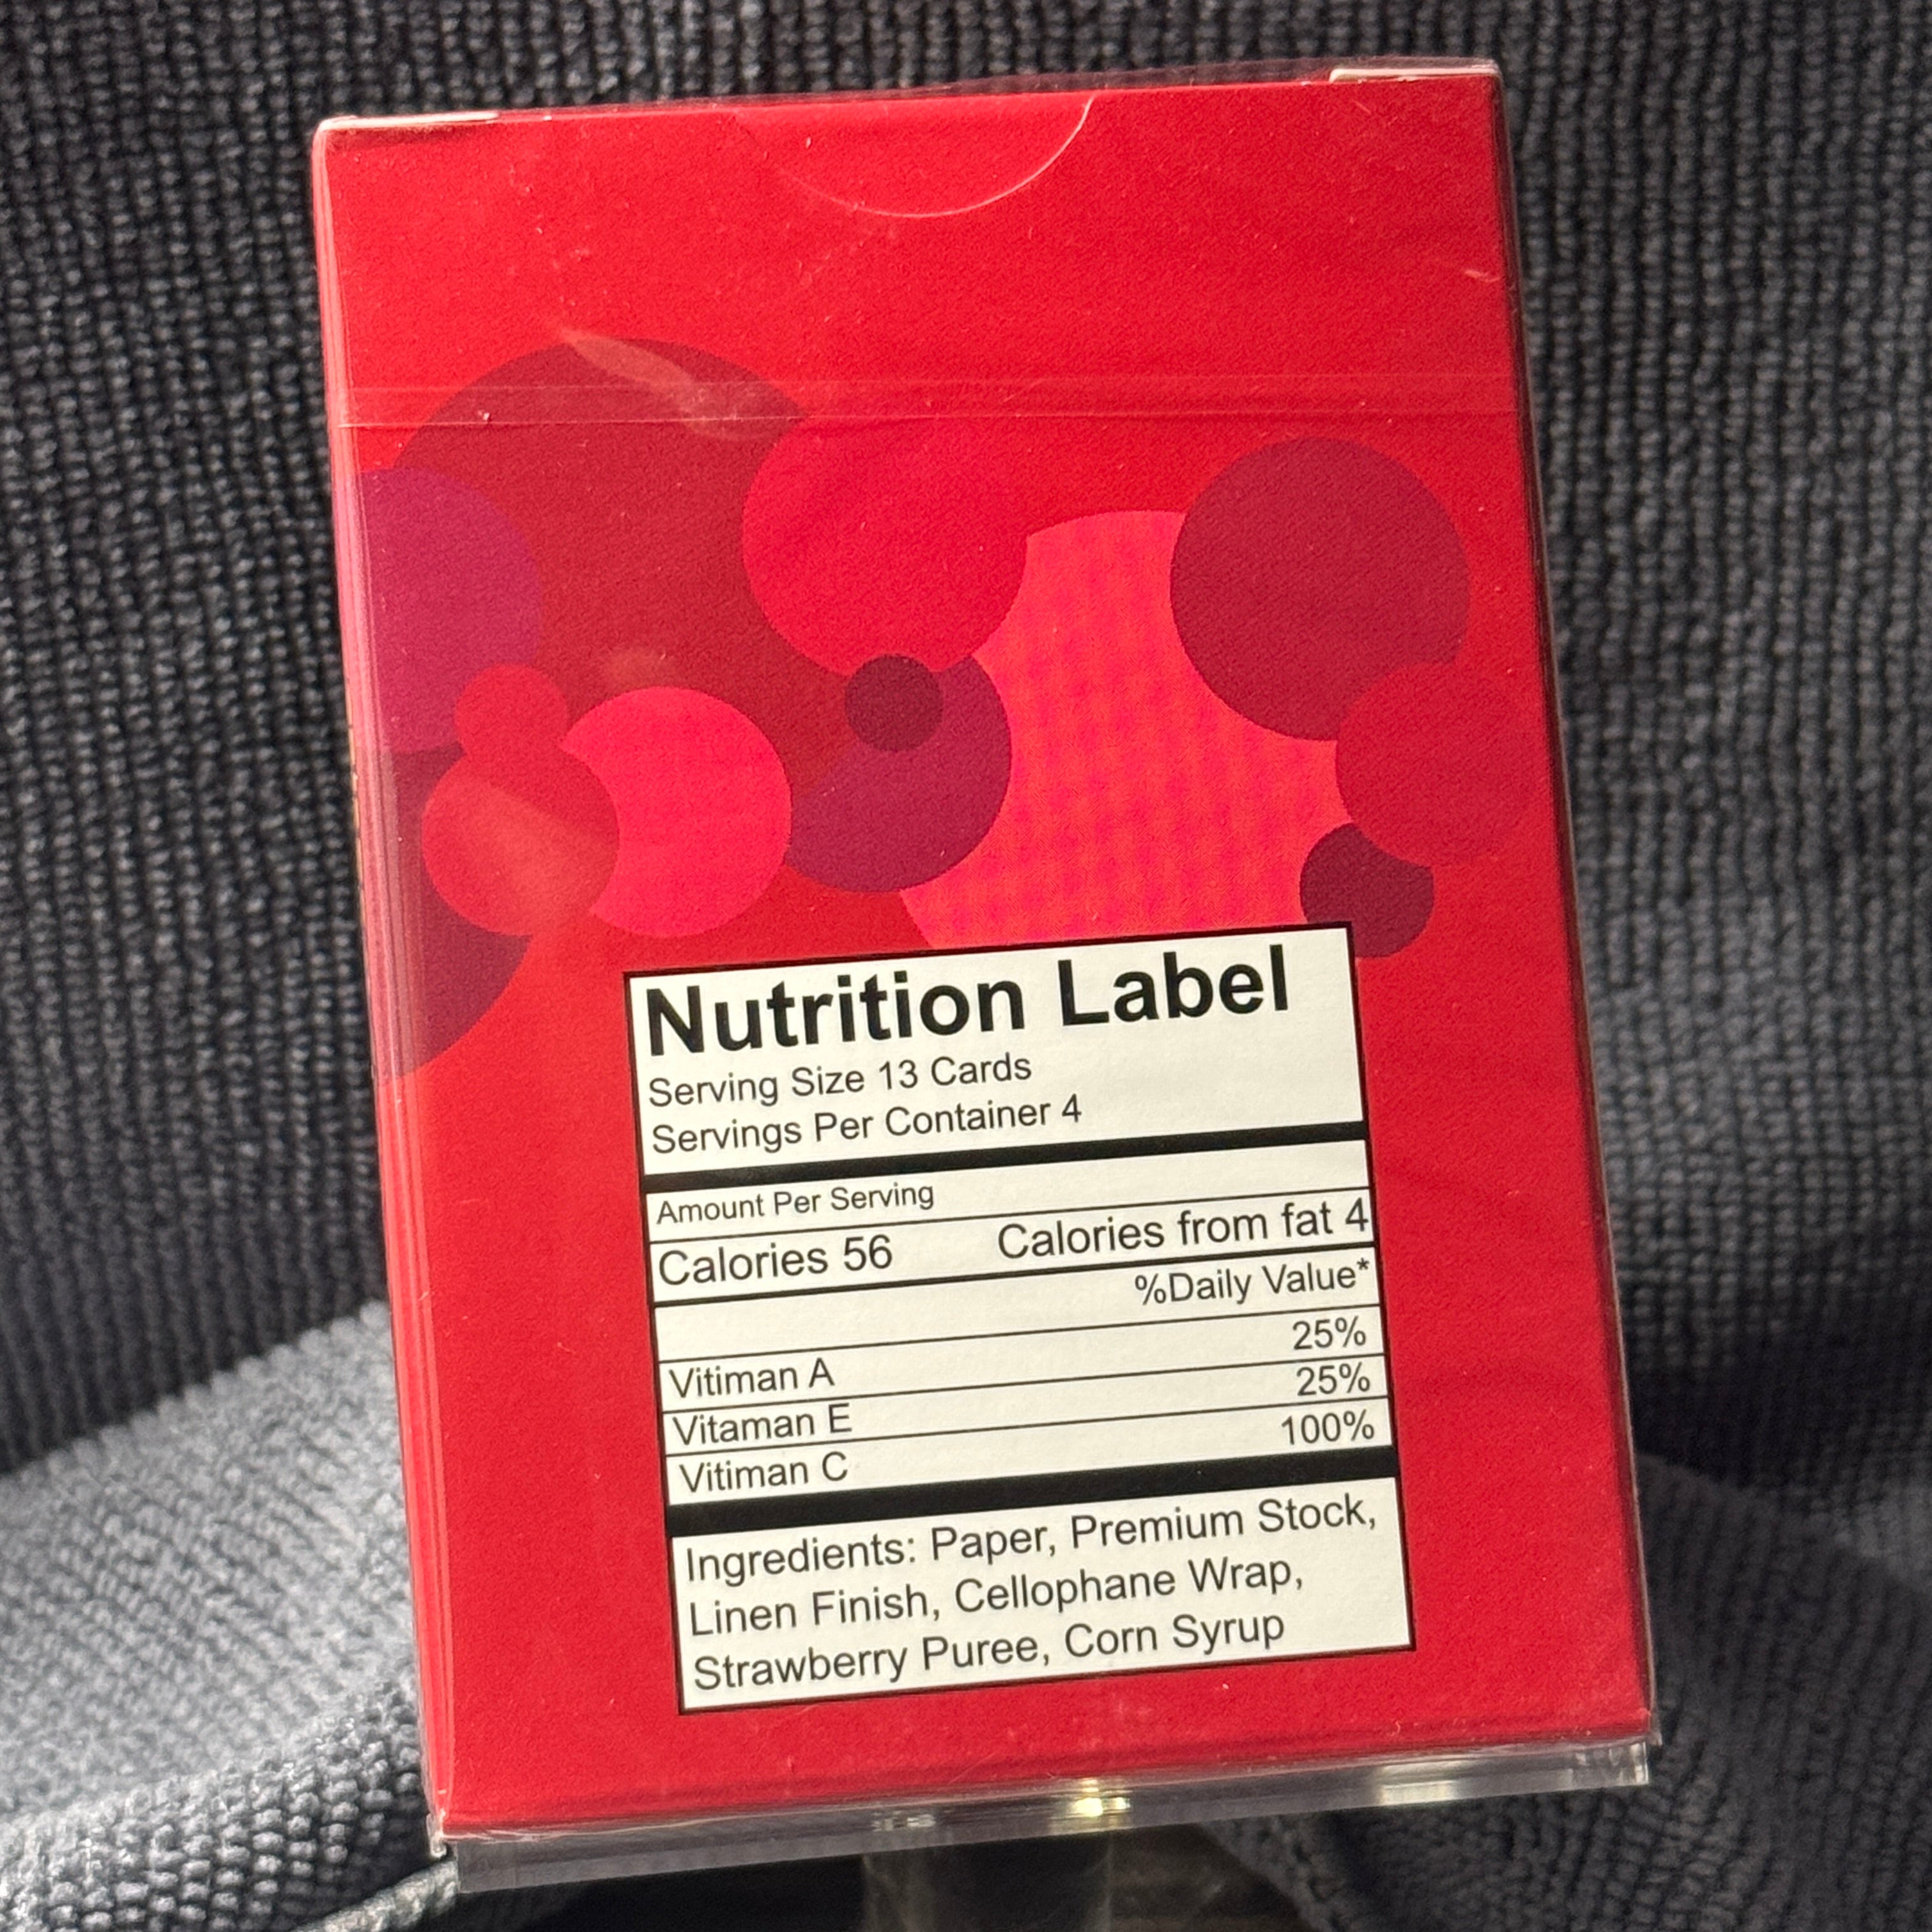 Nutrition Label
Serving Size 13 Cards
Servings Per Container 4
Amount Per Serving
Calories 56 Calories from fat 4
%Daily Value*
25%
Vitiman A
25%
Vitaman E
100%
Vitiman C
Ingredients: Paper, Premium Stock,
Linen Finish, Cellophane Wrap,
Strawberry Puree, Corn Syrup